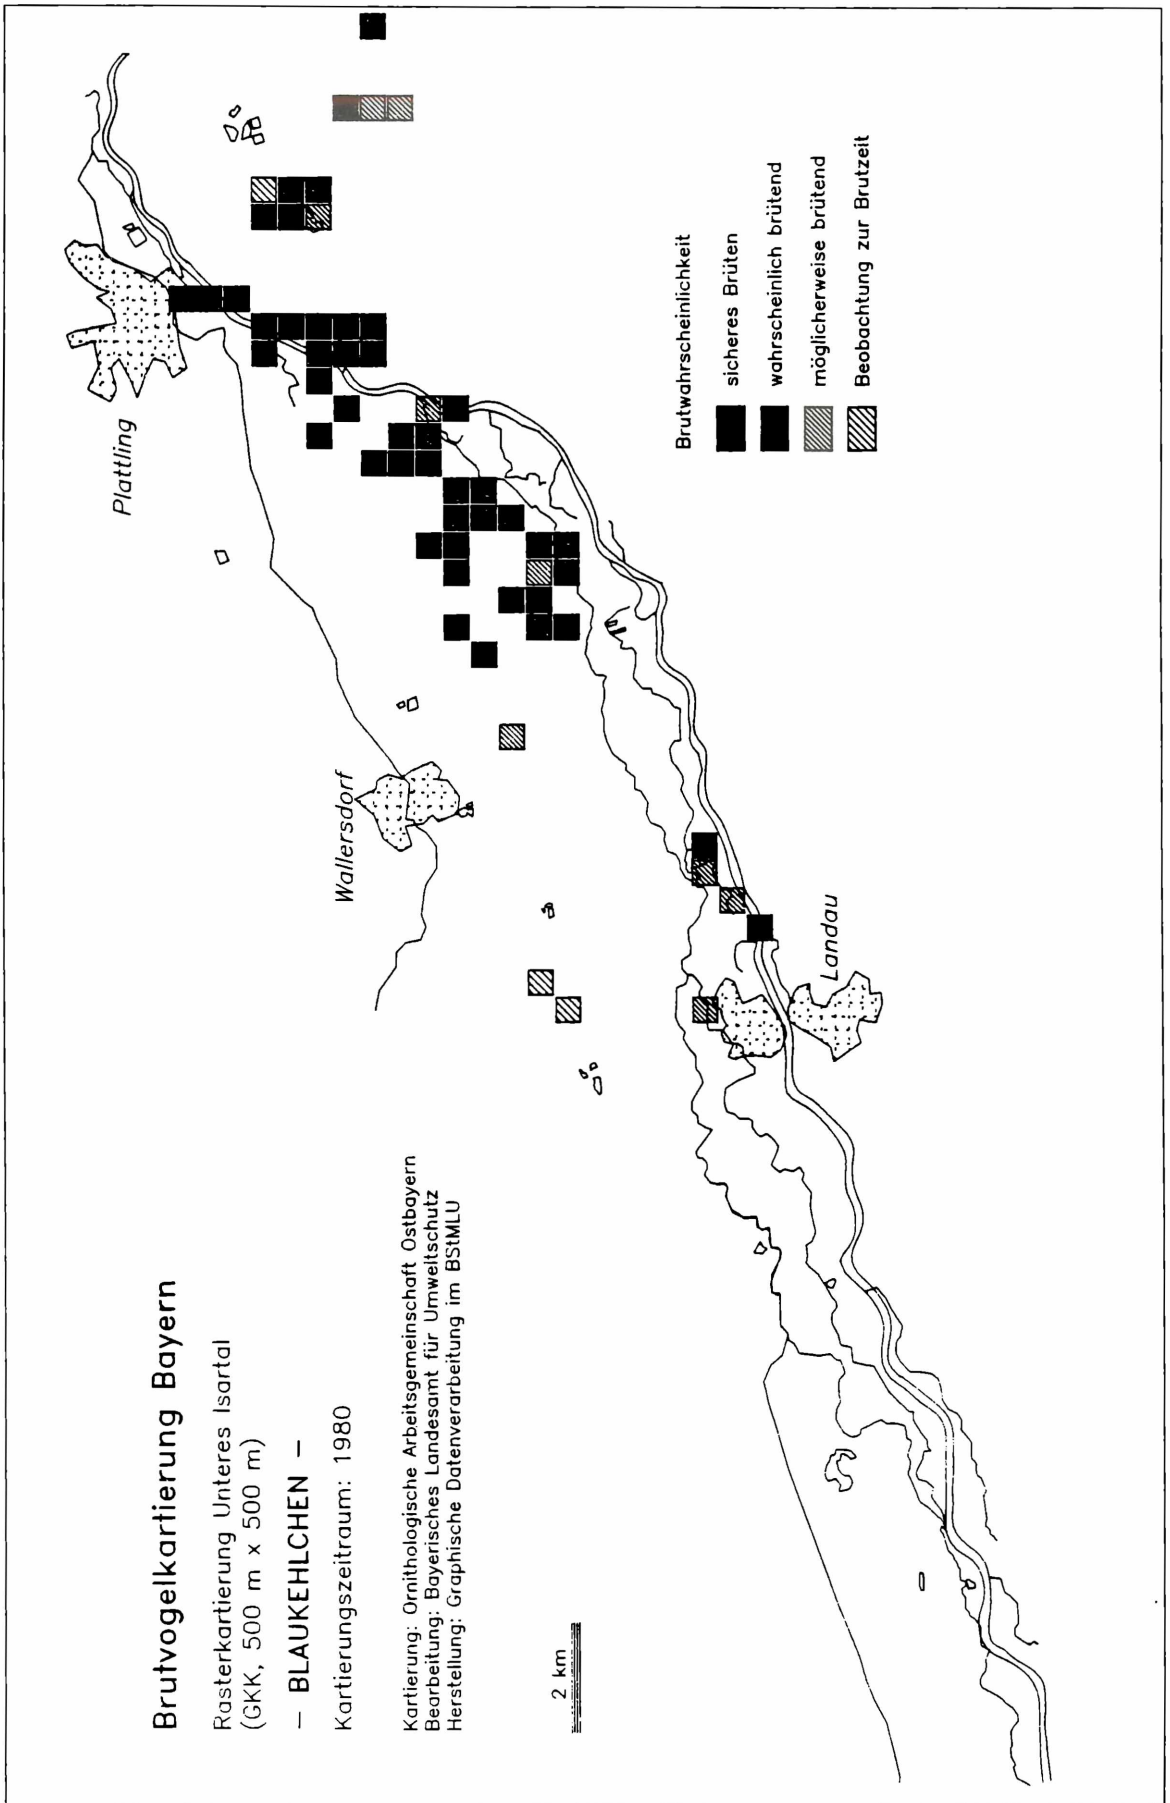 Brutvogelkartierung Bayern
Rasterkartierung Unteres Isartal
(GKK, 500 m x 500 m)
– BLAUKEHLCHEN –
Kartierungszeitraum: 1980
Kartierung: Ornithologische Arbeitsgemeinschaft Ostbayern
Bearbeitung: Bayerisches Landesamt für Umweltschutz
Herstellung: Graphische Datenverarbeitung im BStMLU
2 km
Plattling
Wallersdorf
Landau
Brutwahrscheinlichkeit
sicheres Brüten
wahrscheinlich brütend
möglicherweise brütend
Beobachtung zur Brutzeit